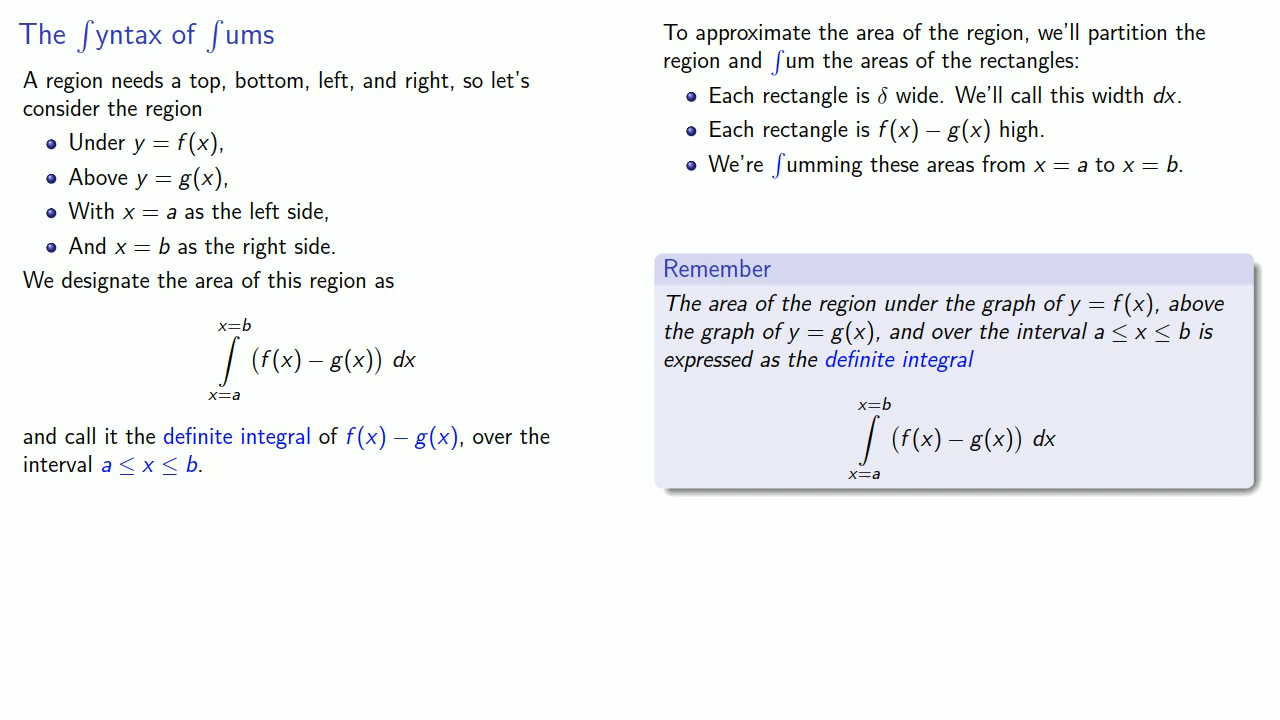 The ∫yntax of ∫ums
A region needs a top, bottom, left, and right, so let's
consider the region
• Under y = f(x),
• Above y = g(x),
• With x = a as the left side,
• And x = b as the right side.
We designate the area of this region as
x=b
∫ (f(x) − g(x)) dx
x=a
and call it the definite integral of f(x) − g(x), over the
interval a ≤ x ≤ b.
To approximate the area of the region, we'll partition the
region and ∫um the areas of the rectangles:
• Each rectangle is δ wide. We'll call this width dx.
• Each rectangle is f(x) − g(x) high.
• We're ∫umming these areas from x = a to x = b.
Remember
The area of the region under the graph of y = f(x), above
the graph of y = g(x), and over the interval a ≤ x ≤ b is
expressed as the definite integral
x=b
∫ (f(x) − g(x)) dx
x=a